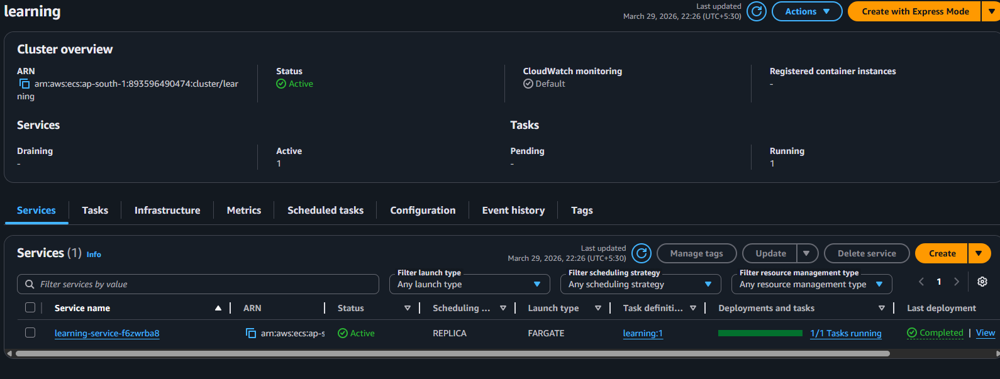 learning
Last updated
March 29, 2026, 22:26 (UTC+5:30)
Actions
Create with Express Mode
Cluster overview
ARN
arn:aws:ecs:ap-south-1:893596490474:cluster/lear
ning
Status
Active
CloudWatch monitoring
Default
Registered container instances
-
Services
Tasks
Draining
-
Active
1
Pending
-
Running
1
Services Tasks Infrastructure Metrics Scheduled tasks Configuration Event history Tags
Services (1) Info
Last updated
March 29, 2026, 22:26 (UTC+5:30)
Manage tags
Update
Delete service
Create
Filter services by value
Filter launch type
Any launch type
Filter scheduling strategy
Any scheduling strategy
Filter resource management type
Any resource management type
1
Service name ARN Status Scheduling ... Launch type Task definiti... Deployments and tasks Last deployment
learning-service-f6zwrba8 arn:aws:ecs:ap-s Active REPLICA FARGATE learning:1 1/1 Tasks running Completed | View